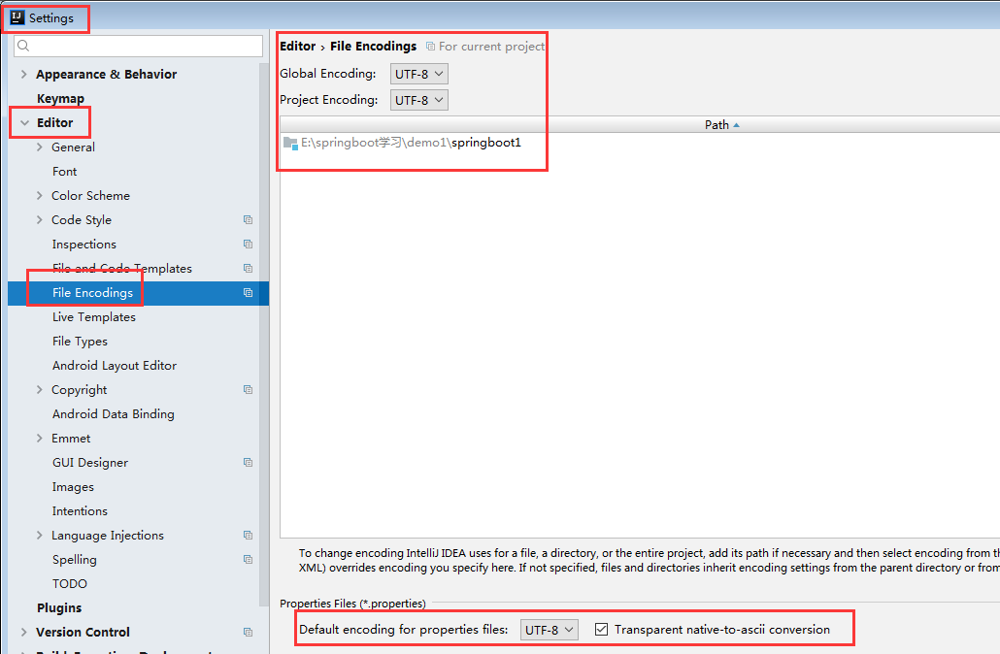 Settings
Appearance & Behavior
Keymap
Editor
General
Font
Color Scheme
Code Style
Inspections
File and Code Templates
File Encodings
Live Templates
File Types
Android Layout Editor
Copyright
Android Data Binding
Emmet
GUI Designer
Images
Intentions
Language Injections
Spelling
TODO
Plugins
Version Control
Editor › File Encodings For current project
Global Encoding: UTF-8
Project Encoding: UTF-8
Path
E:\springboot学习\demo1\springboot1
To change encoding IntelliJ IDEA uses for a file, a directory, or the entire project, add its path if necessary and then select encoding from
XML) overrides encoding you specify here. If not specified, files and directories inherit encoding settings from the parent directory or from
Properties Files (*.properties)
Default encoding for properties files: UTF-8 Transparent native-to-ascii conversion